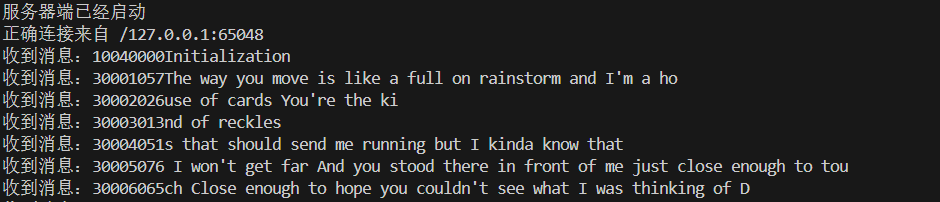 服务器端已经启动
正确连接来自 /127.0.0.1:65048
收到消息：10040000Initialization
收到消息：30001057The way you move is like a full on rainstorm and I'm a ho
收到消息：30002026use of cards You're the ki
收到消息：30003013nd of reckles
收到消息：30004051s that should send me running but I kinda know that
收到消息：30005076 I won't get far And you stood there in front of me just close enough to tou
收到消息：30006065ch Close enough to hope you couldn't see what I was thinking of D